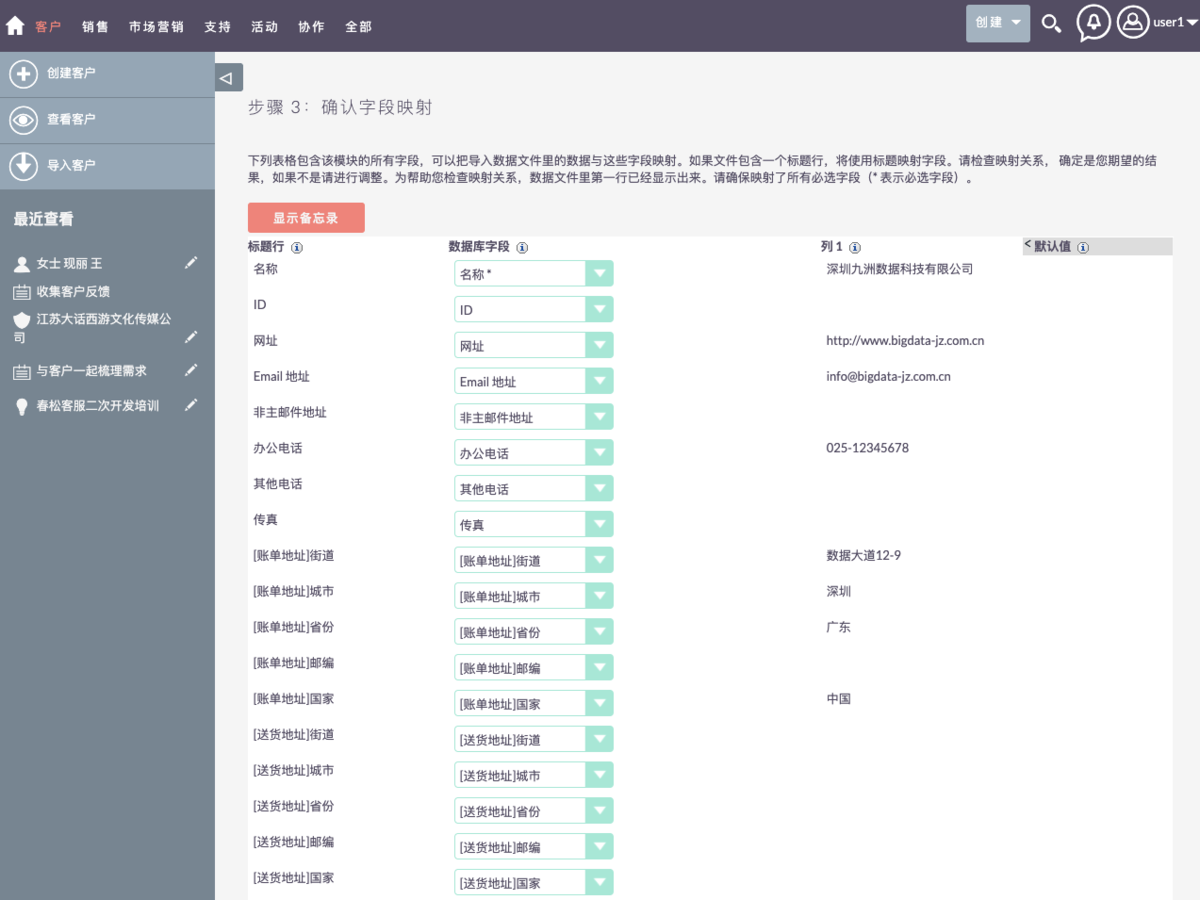 客户 销售 市场营销 支持 活动 协作 全部 创建 user1
创建客户
查看客户
导入客户
最近查看
女士 现丽 王
收集客户反馈
江苏大话西游文化传媒公
司
与客户一起梳理需求
春松客服二次开发培训
步骤 3：确认字段映射
下列表格包含该模块的所有字段，可以把导入数据文件里的数据与这些字段映射。如果文件包含一个标题行，将使用标题映射字段。请检查映射关系， 确定是您期望的结
果，如果不是请进行调整。为帮助您检查映射关系，数据文件里第一行已经显示出来。请确保映射了所有必选字段（* 表示必选字段）。
显示备忘录
标题行 数据库字段 列 1 < 默认值
名称 名称 * 深圳九洲数据科技有限公司
ID ID
网址 网址 http://www.bigdata-jz.com.cn
Email 地址 Email 地址 info@bigdata-jz.com.cn
非主邮件地址 非主邮件地址
办公电话 办公电话 025-12345678
其他电话 其他电话
传真 传真
[账单地址]街道 [账单地址]街道 数据大道12-9
[账单地址]城市 [账单地址]城市 深圳
[账单地址]省份 [账单地址]省份 广东
[账单地址]邮编 [账单地址]邮编
[账单地址]国家 [账单地址]国家 中国
[送货地址]街道 [送货地址]街道
[送货地址]城市 [送货地址]城市
[送货地址]省份 [送货地址]省份
[送货地址]邮编 [送货地址]邮编
[送货地址]国家 [送货地址]国家